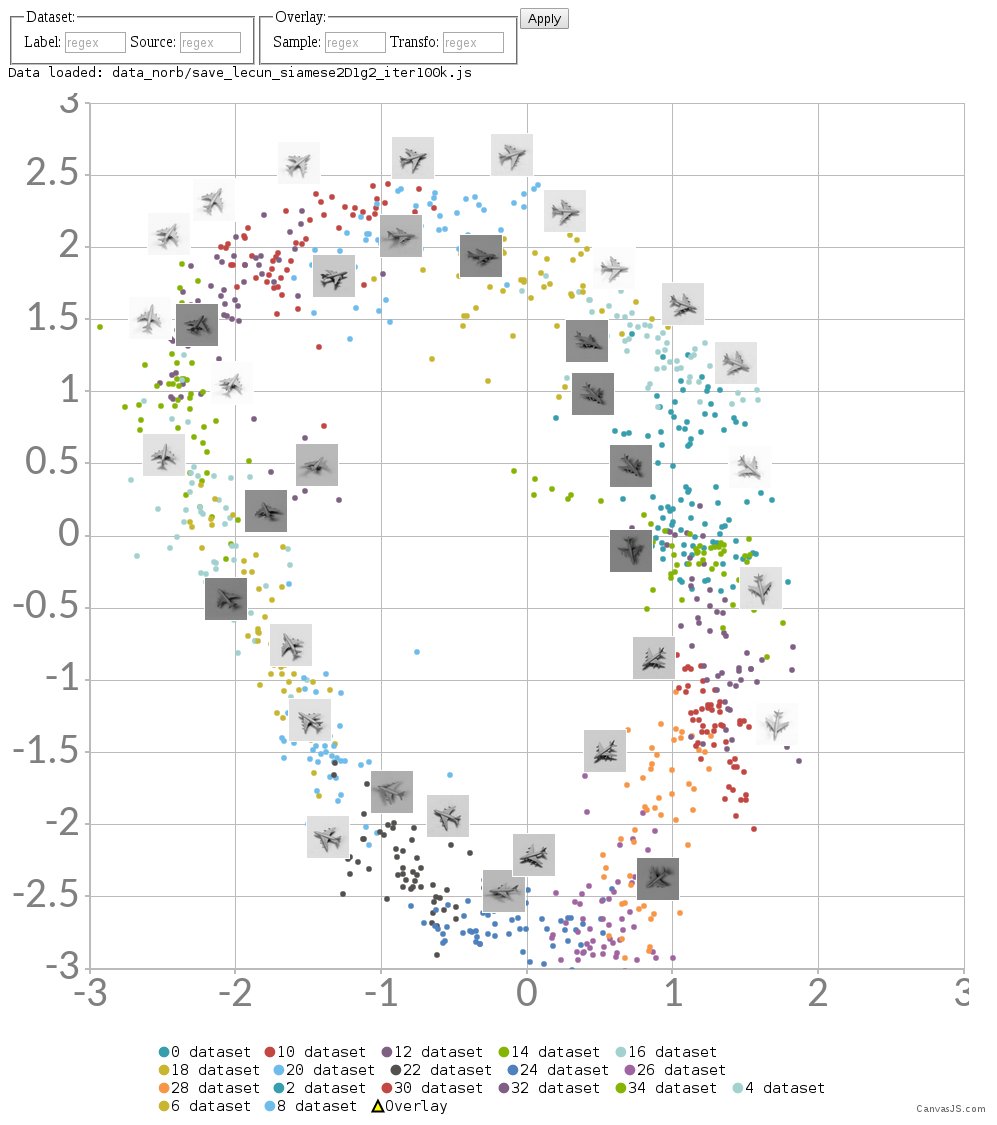 Dataset: Overlay:
Label: regex Source: regex Sample: regex Transfo: regex Apply
Data loaded: data_norb/save_lecun_siamese2D1g2_iter100k.js
3
2.5
2
1.5
1
0.5
0
-0.5
-1
-1.5
-2
-2.5
-3
-3 -2 -1 0 1 2 3
0 dataset 10 dataset 12 dataset 14 dataset 16 dataset
18 dataset 20 dataset 22 dataset 24 dataset 26 dataset
28 dataset 2 dataset 30 dataset 32 dataset 34 dataset 4 dataset
6 dataset 8 dataset Overlay
CanvasJS.com